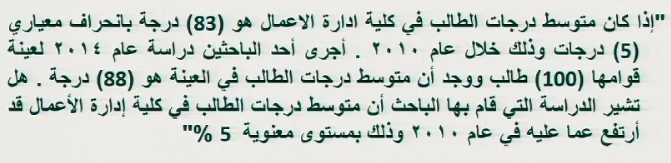 "إذا كان متوسط درجات الطالب في كلية ادارة الاعمال هو (83) درجة بانحراف معياري
(5) درجات وذلك خلال عام ٢٠١٠ . أجرى أحد الباحثين دراسة عام ٢٠١٤ لعينة
قوامها (100) طالب ووجد أن متوسط درجات الطالب في العينة هو (88) درجة . هل
تشير الدراسة التي قام بها الباحث أن متوسط درجات الطالب في كلية إدارة الأعمال قد
أرتفع عما عليه في عام ٢٠١٠ وذلك بمستوى معنوية 5 %"